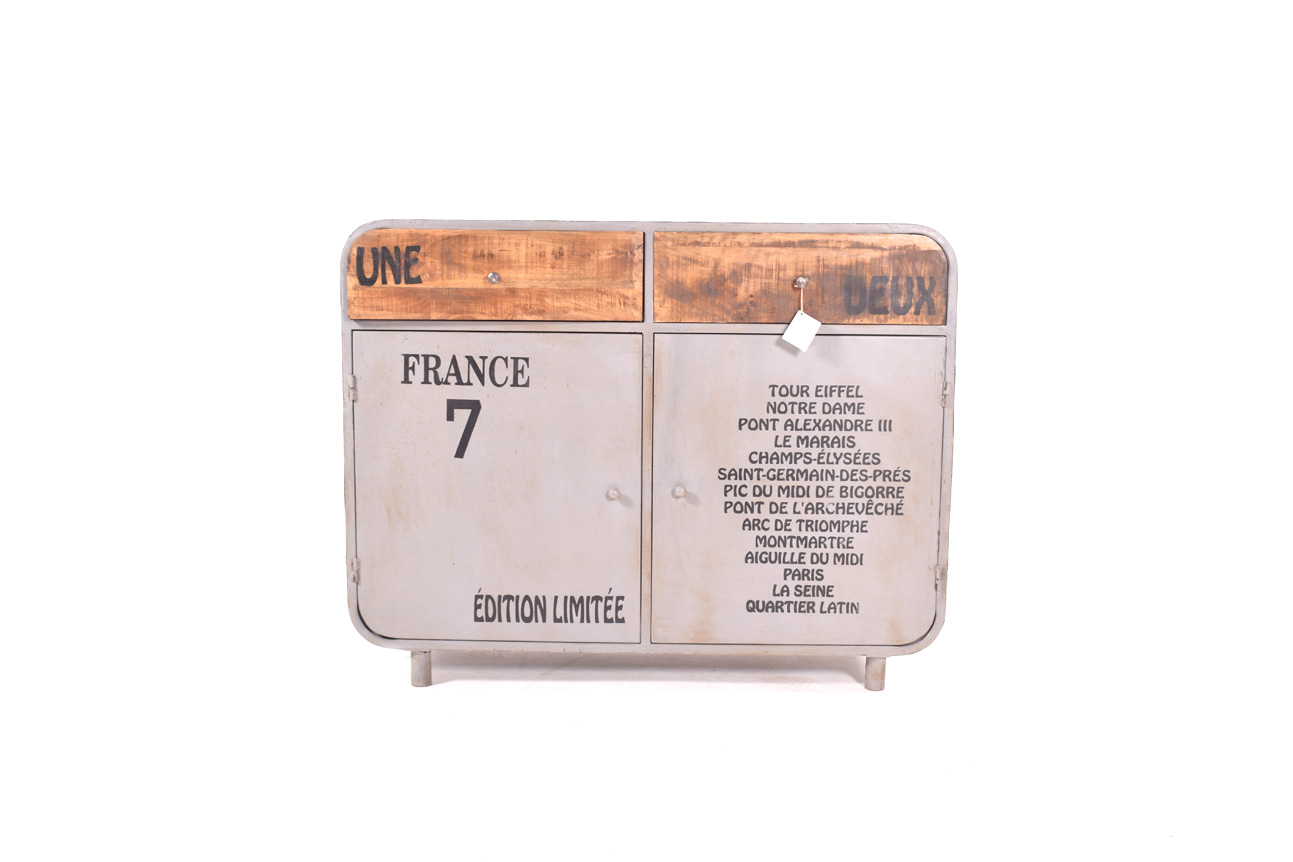 UNE
DEUX
FRANCE
7
ÉDITION LIMITÉE
TOUR EIFFEL
NOTRE DAME
PONT ALEXANDRE III
LE MARAIS
CHAMPS-ÉLYSÉES
SAINT-GERMAIN-DES-PRÉS
PIC DU MIDI DE BIGORRE
PONT DE L'ARCHEVÊCHÉ
ARC DE TRIOMPHE
MONTMARTRE
AIGUILLE DU MIDI
PARIS
LA SEINE
QUARTIER LATIN